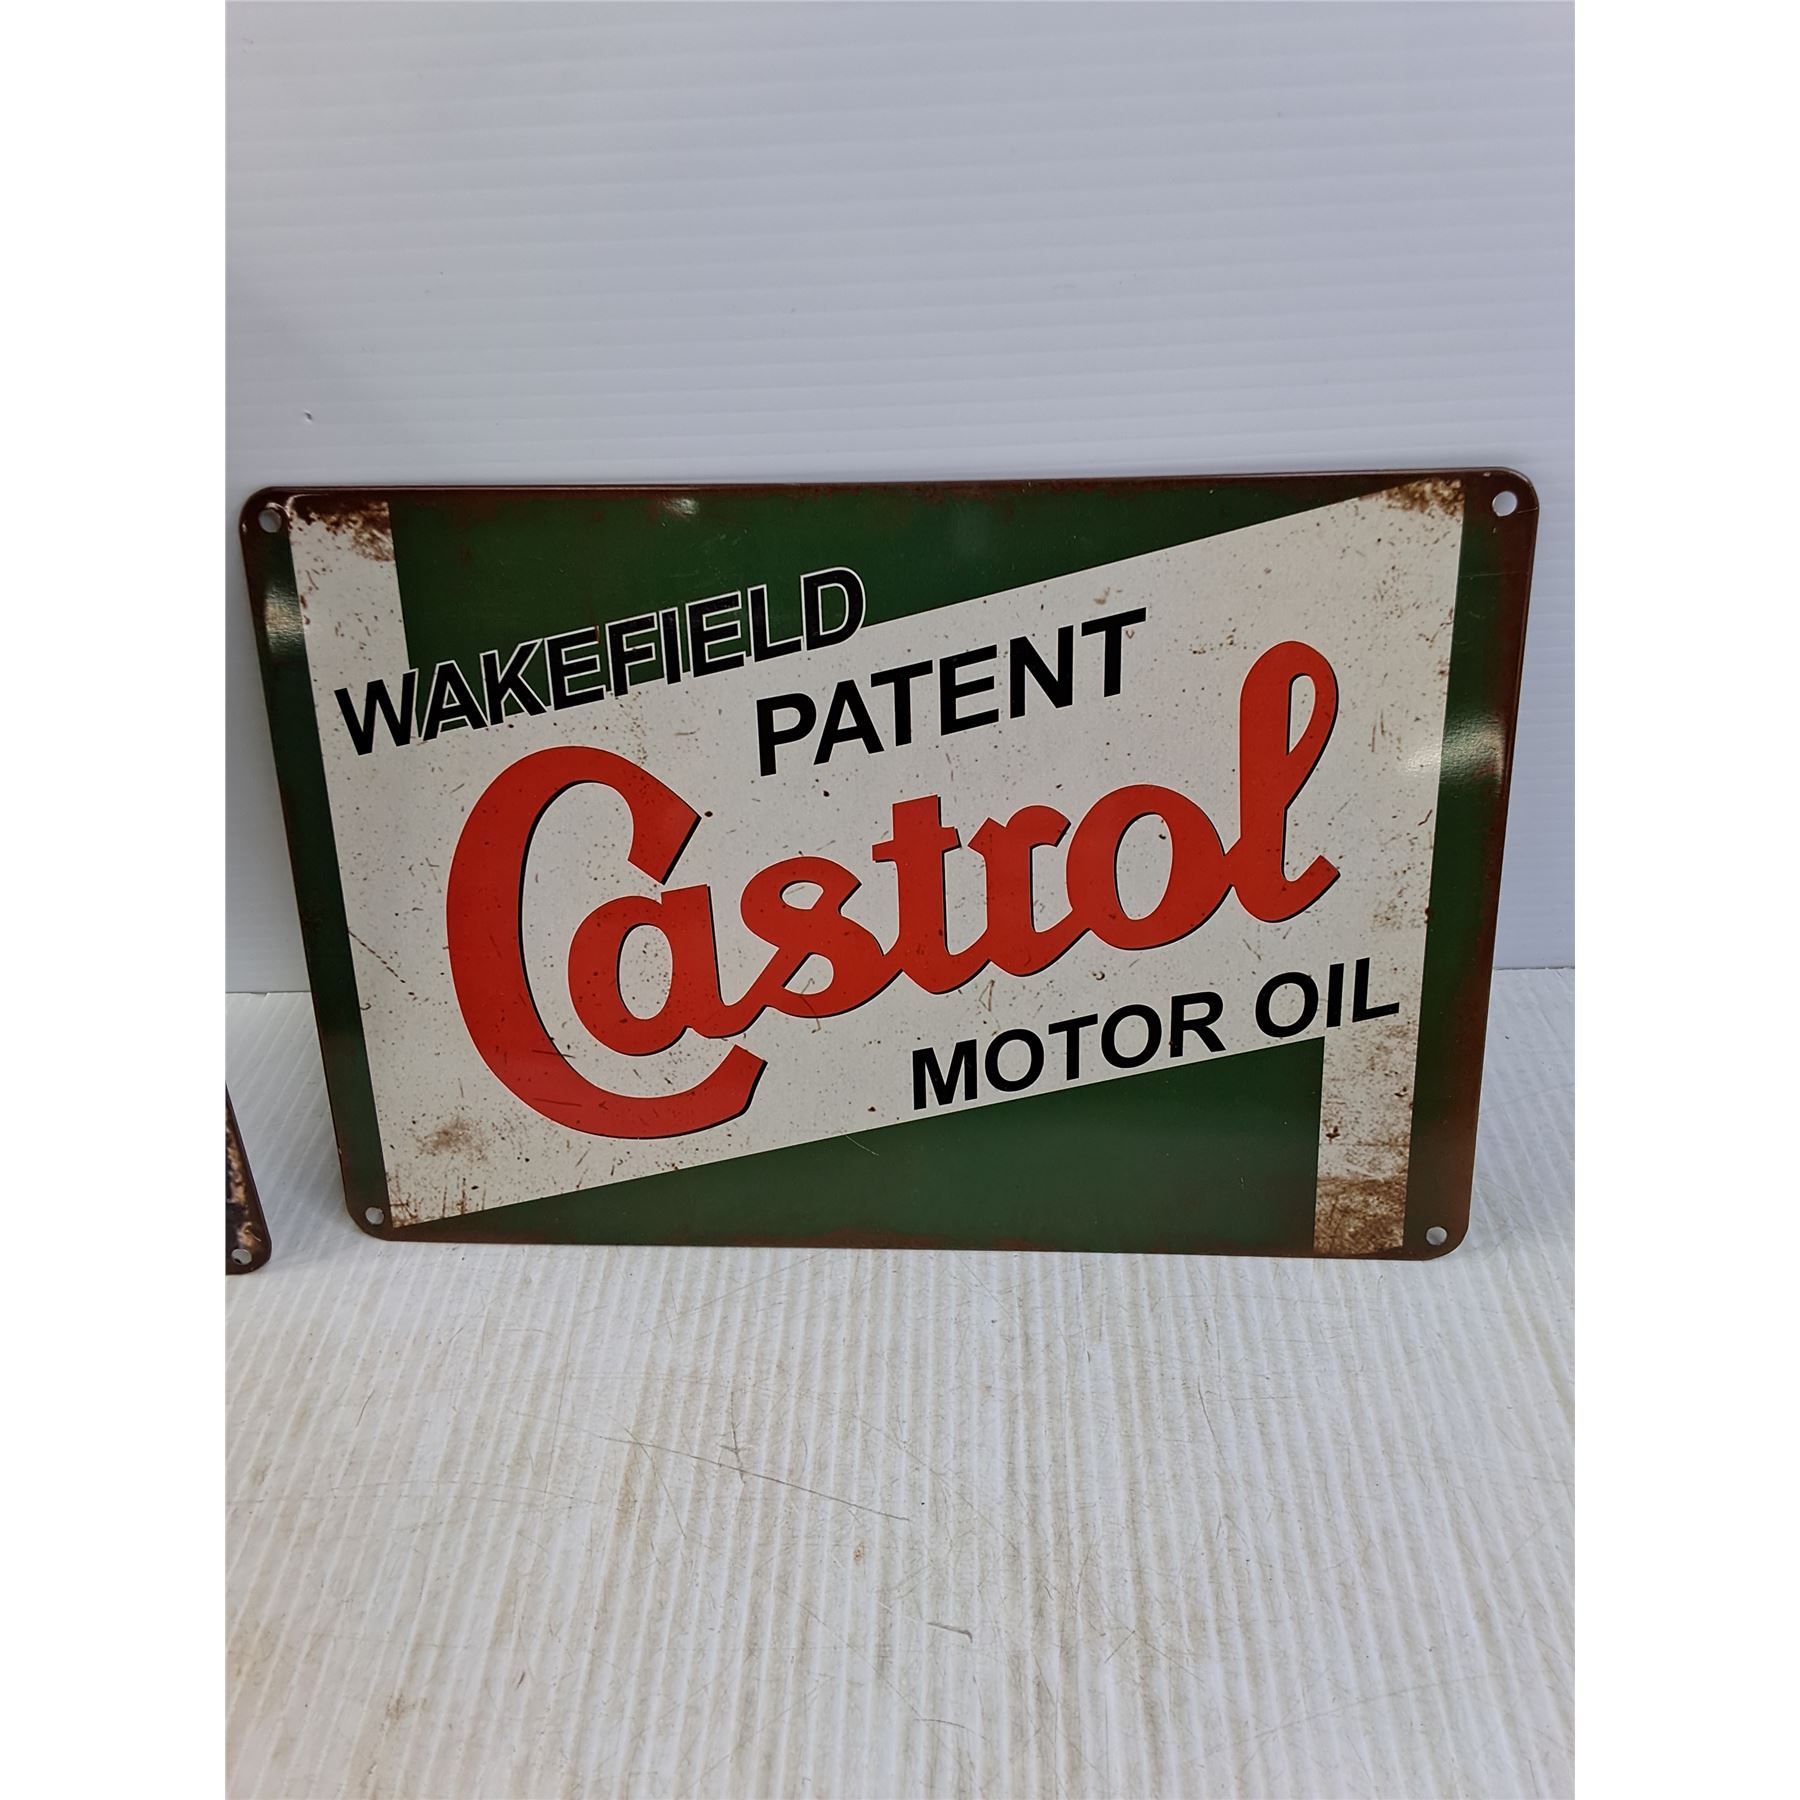 WAKEFIELD
PATENT
Castrol
MOTOR OIL